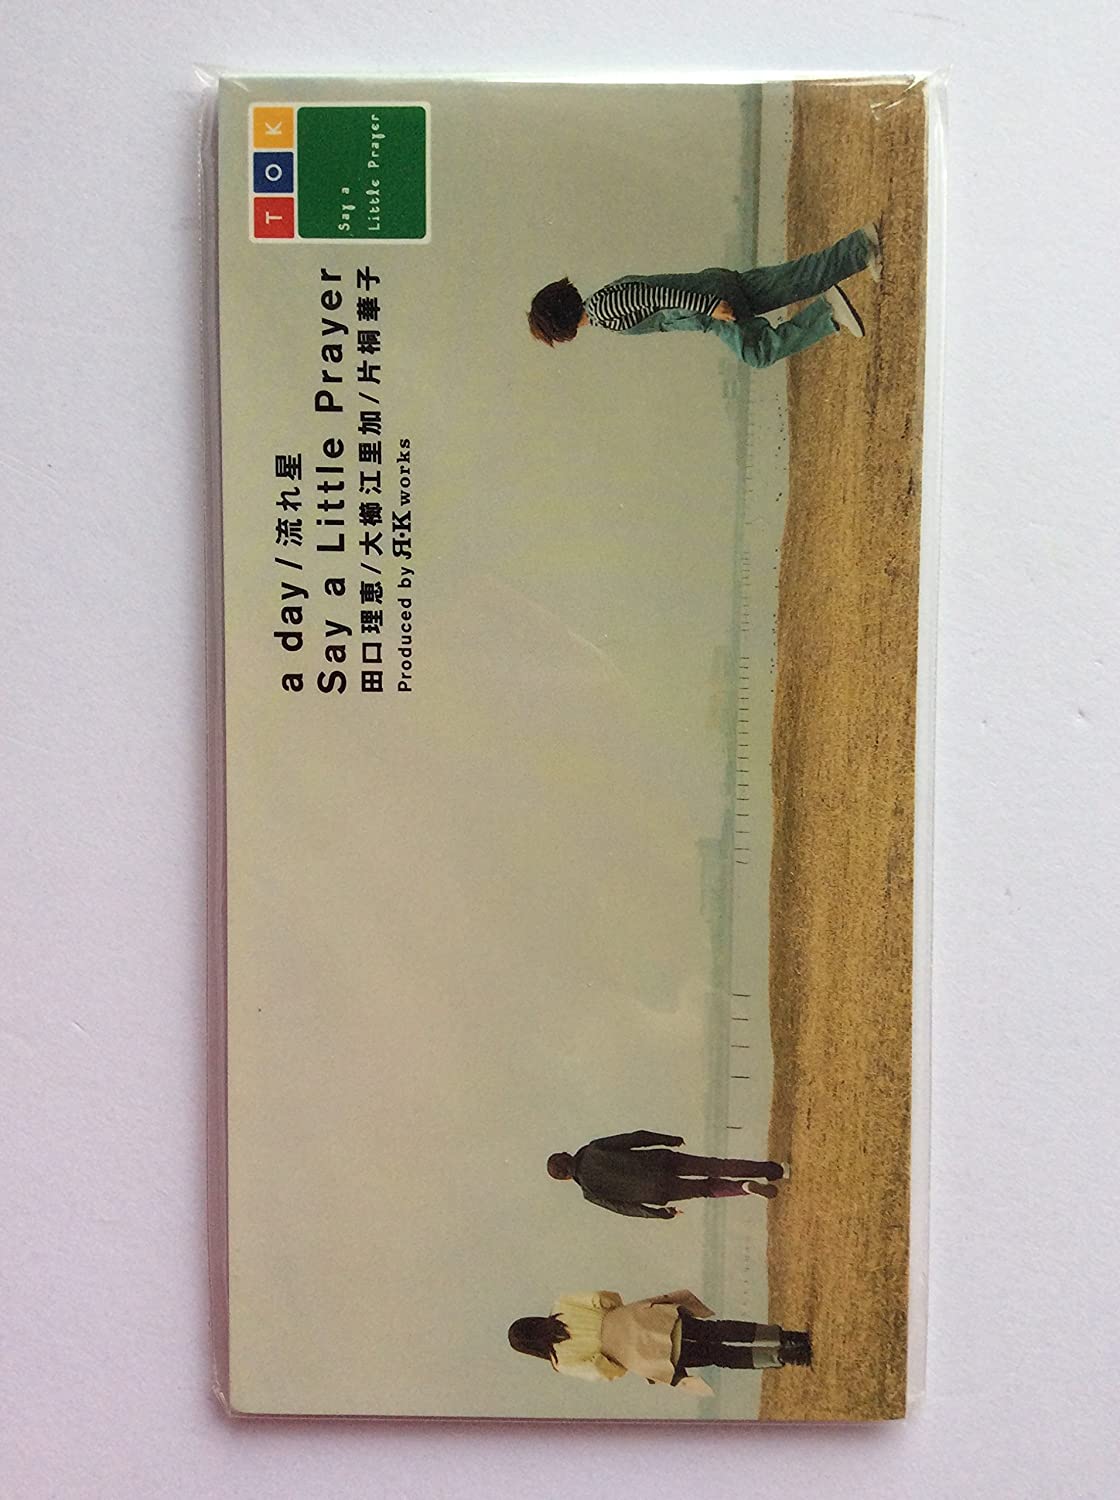 T O K
Say a
Little Prayer
a day / 流れ星
Say a Little Prayer
田口理恵/大櫛江里加/片桐華子
Produced by Я·K works